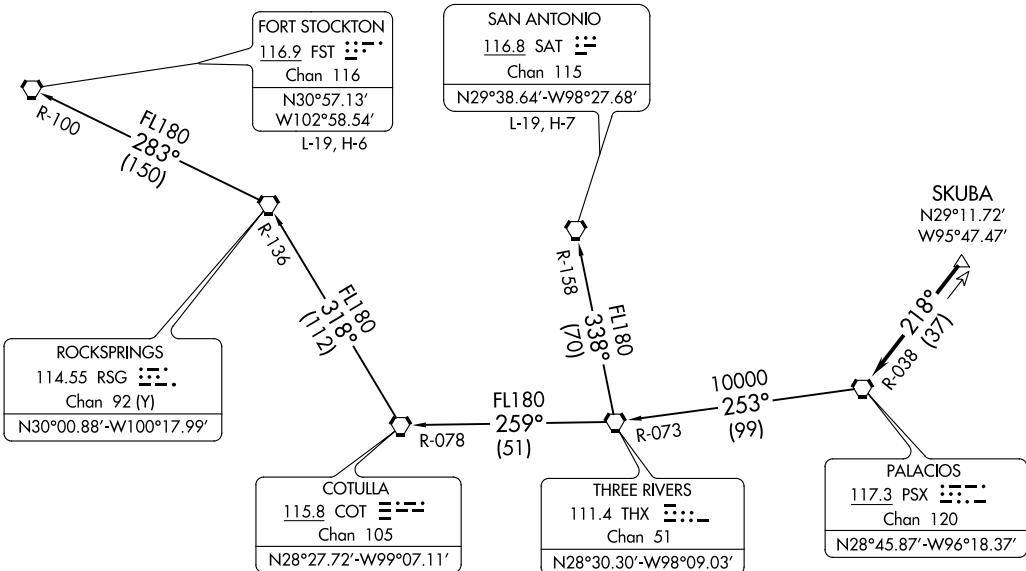 FORT STOCKTON
116.9 FST
Chan 116
N30°57.13'
W102°58.54'
L-19, H-6
SAN ANTONIO
116.8 SAT
Chan 115
N29°38.64'-W98°27.68'
L-19, H-7
SKUBA
N29°11.72'
W95°47.47'
R-100
FL180
283°
(150)
R-136
FL180
318°
(112)
R-158
FL180
338°
(70)
218°
(37)
R-038
10000
253°
(99)
R-073
FL180
259°
(51)
R-078
ROCKSPRINGS
114.55 RSG
Chan 92 (Y)
N30°00.88'-W100°17.99'
COTULLA
115.8 COT
Chan 105
N28°27.72'-W99°07.11'
THREE RIVERS
111.4 THX
Chan 51
N28°30.30'-W98°09.03'
PALACIOS
117.3 PSX
Chan 120
N28°45.87'-W96°18.37'